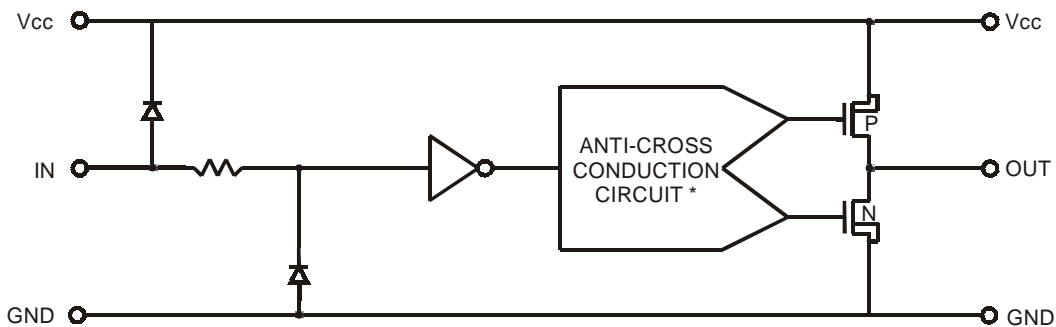 Vcc
Vcc
ANTI-CROSS
CONDUCTION
CIRCUIT *
P
IN
OUT
N
GND
GND